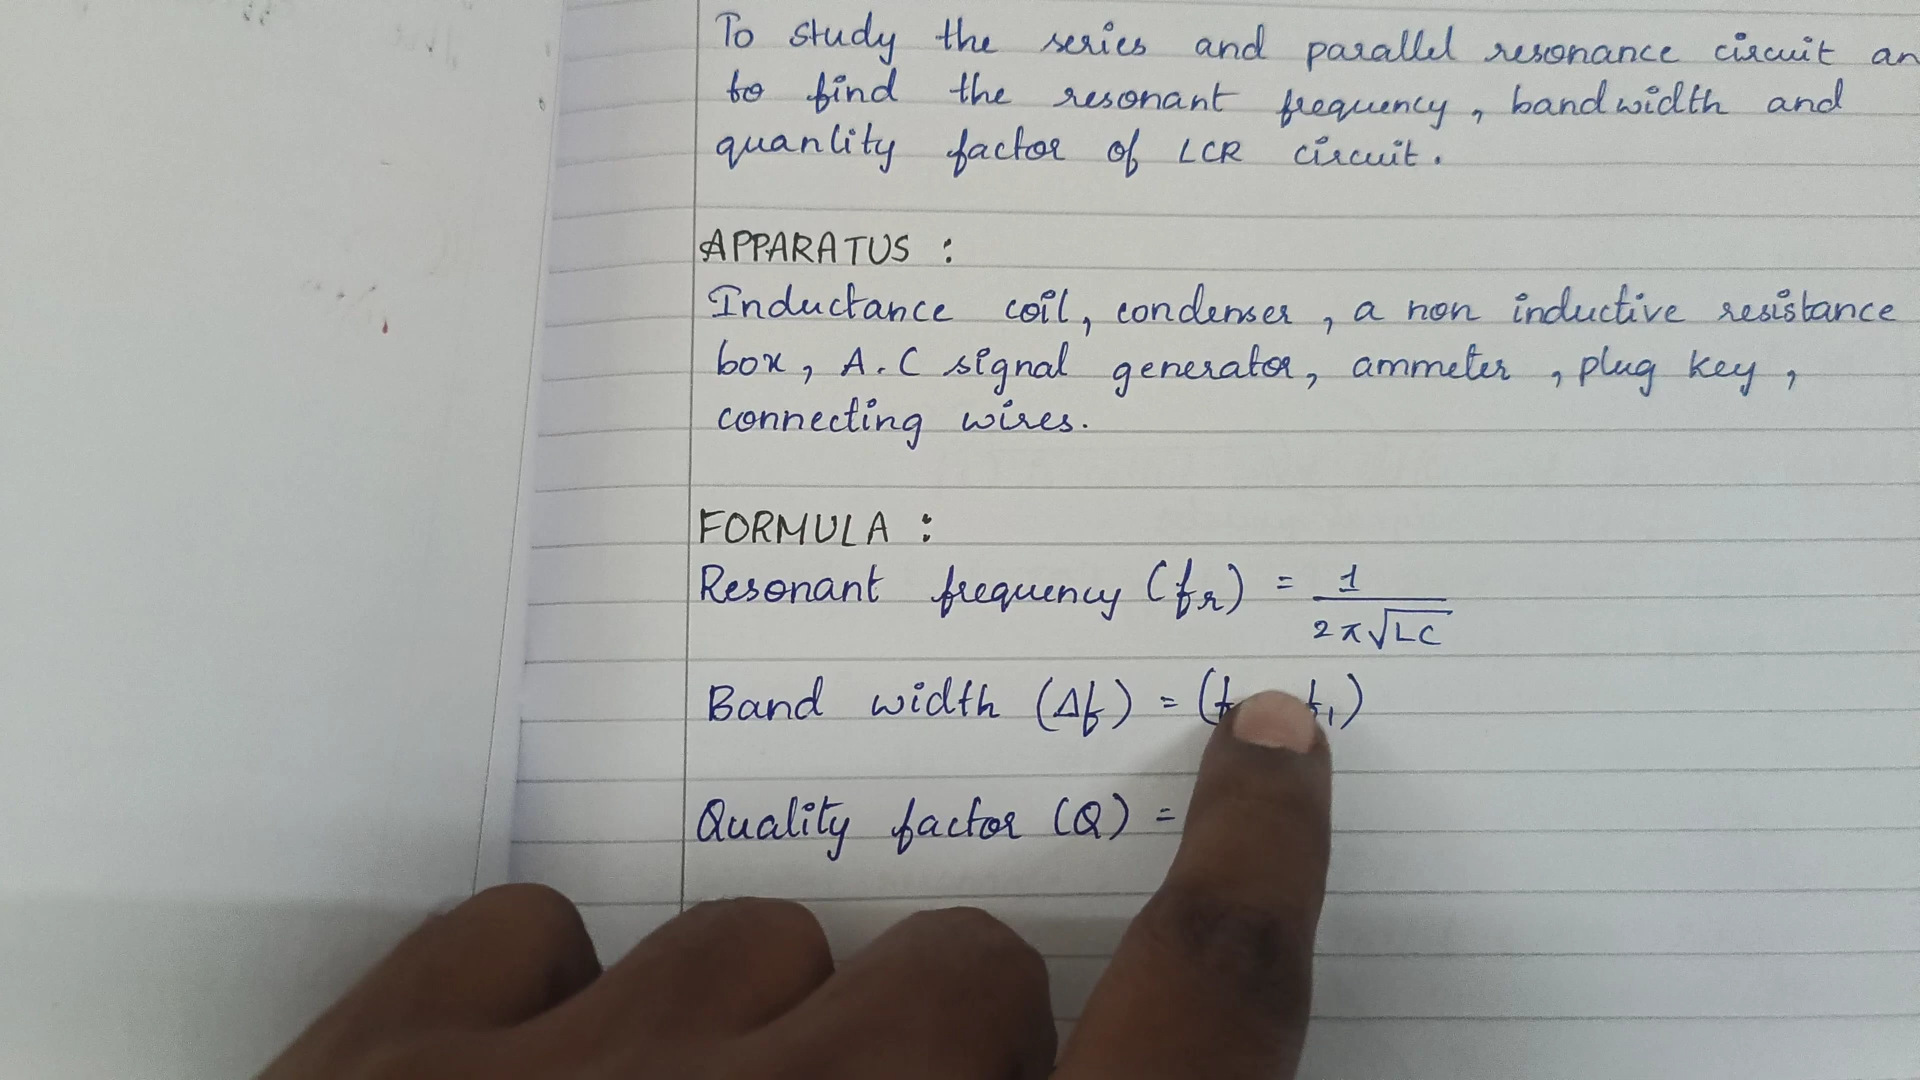 To study the series and parallel resonance circuit an
to find the resonant frequency, bandwidth and
quanlity factor of LCR circuit.
APPARATUS :
Inductance coil, condenser, a non inductive resistance
box, A.C signal generator, ammeter, plug key,
connecting wires.
FORMULA :
Resonant frequency (fr) = 1 / 2π√LC
Band width (Δf) = (f f1)
Quality factor (Q) =